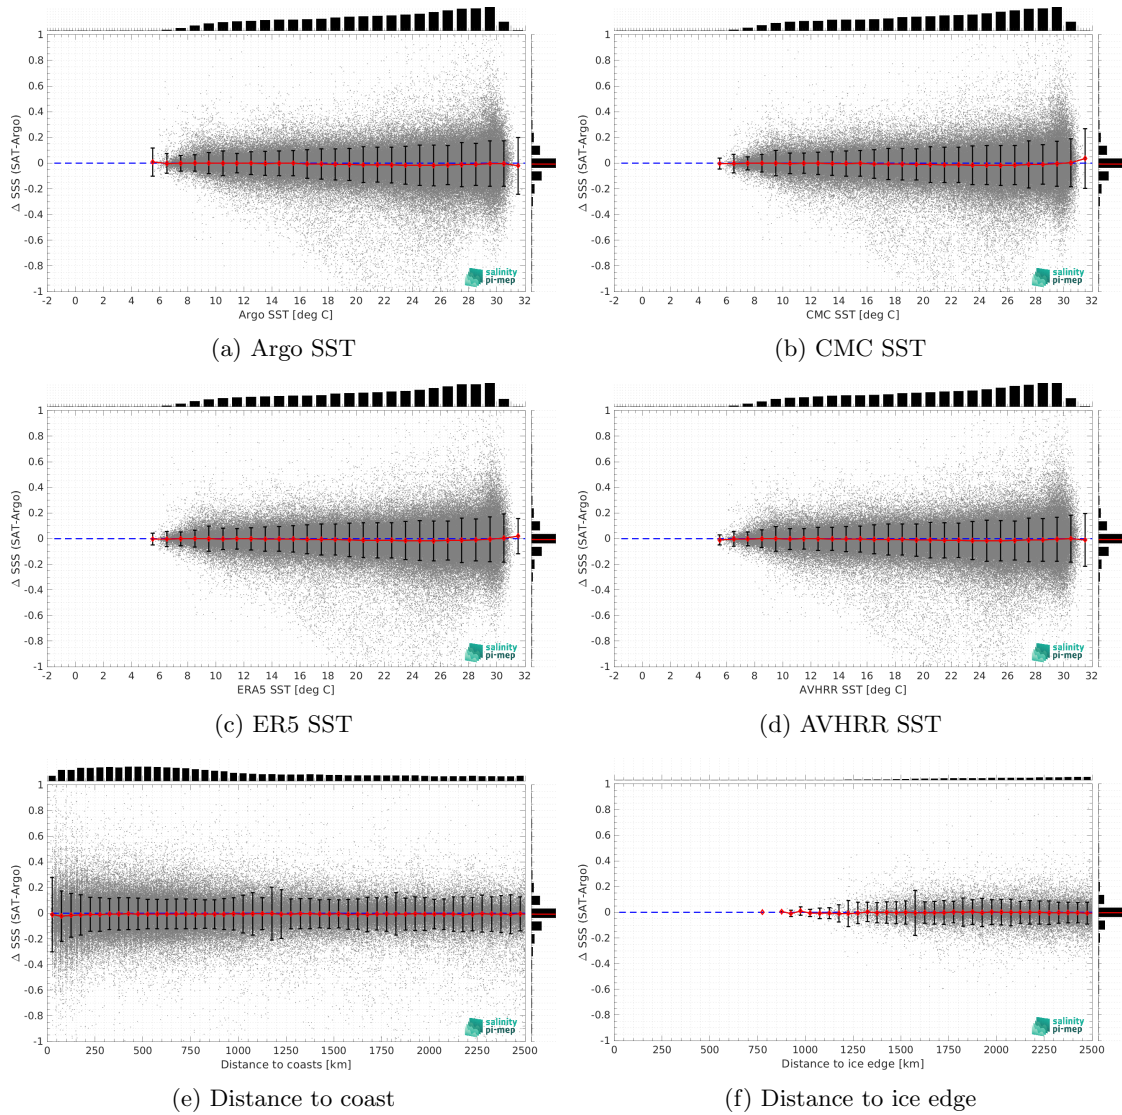 1
0.8
0.6
0.4
0.2
0
-0.2
-0.4
-0.6
-0.8
-1
Δ SSS (SAT-Argo)
salinity
pi-mep
-2 0 2 4 6 8 10 12 14 16 18 20 22 24 26 28 30 32
Argo SST [deg C]
(a) Argo SST
1
0.8
0.6
0.4
0.2
0
-0.2
-0.4
-0.6
-0.8
-1
Δ SSS (SAT-Argo)
salinity
pi-mep
-2 0 2 4 6 8 10 12 14 16 18 20 22 24 26 28 30 32
CMC SST [deg C]
(b) CMC SST
1
0.8
0.6
0.4
0.2
0
-0.2
-0.4
-0.6
-0.8
-1
Δ SSS (SAT-Argo)
salinity
pi-mep
-2 0 2 4 6 8 10 12 14 16 18 20 22 24 26 28 30 32
ERA5 SST [deg C]
(c) ER5 SST
1
0.8
0.6
0.4
0.2
0
-0.2
-0.4
-0.6
-0.8
-1
Δ SSS (SAT-Argo)
salinity
pi-mep
-2 0 2 4 6 8 10 12 14 16 18 20 22 24 26 28 30 32
AVHRR SST [deg C]
(d) AVHRR SST
1
0.8
0.6
0.4
0.2
0
-0.2
-0.4
-0.6
-0.8
-1
Δ SSS (SAT-Argo)
salinity
pi-mep
0 250 500 750 1000 1250 1500 1750 2000 2250 2500
Distance to coasts [km]
(e) Distance to coast
1
0.8
0.6
0.4
0.2
0
-0.2
-0.4
-0.6
-0.8
-1
Δ SSS (SAT-Argo)
salinity
pi-mep
0 250 500 750 1000 1250 1500 1750 2000 2250 2500
Distance to ice edge [km]
(f) Distance to ice edge